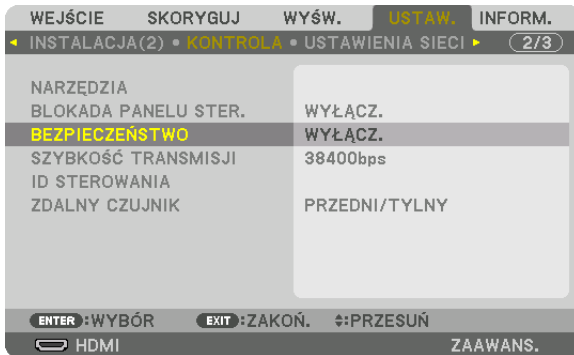 WEJŚCIE SKORYGUJ WYŚW. USTAW. INFORM.
INSTALACJA(2) • KONTROLA • USTAWIENIA SIECI 2/3
NARZĘDZIA
BLOKADA PANELU STER. WYŁĄCZ.
BEZPIECZEŃSTWO WYŁĄCZ.
SZYBKOŚĆ TRANSMISJI 38400bps
ID STEROWANIA
ZDALNY CZUJNIK PRZEDNI/TYLNY
ENTER :WYBÓR EXIT :ZAKOŃ. :PRZESUŃ
HDMI ZAAWANS.